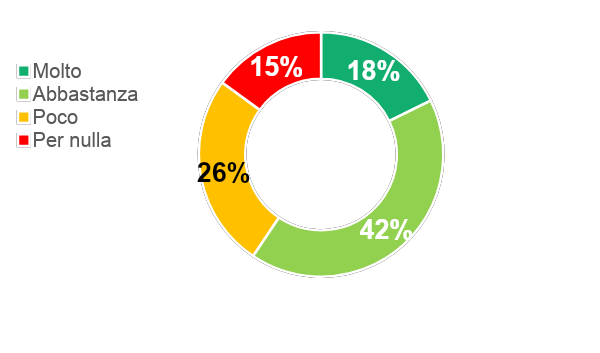 Molto
Abbastanza
Poco
Per nulla
15%
18%
26%
42%